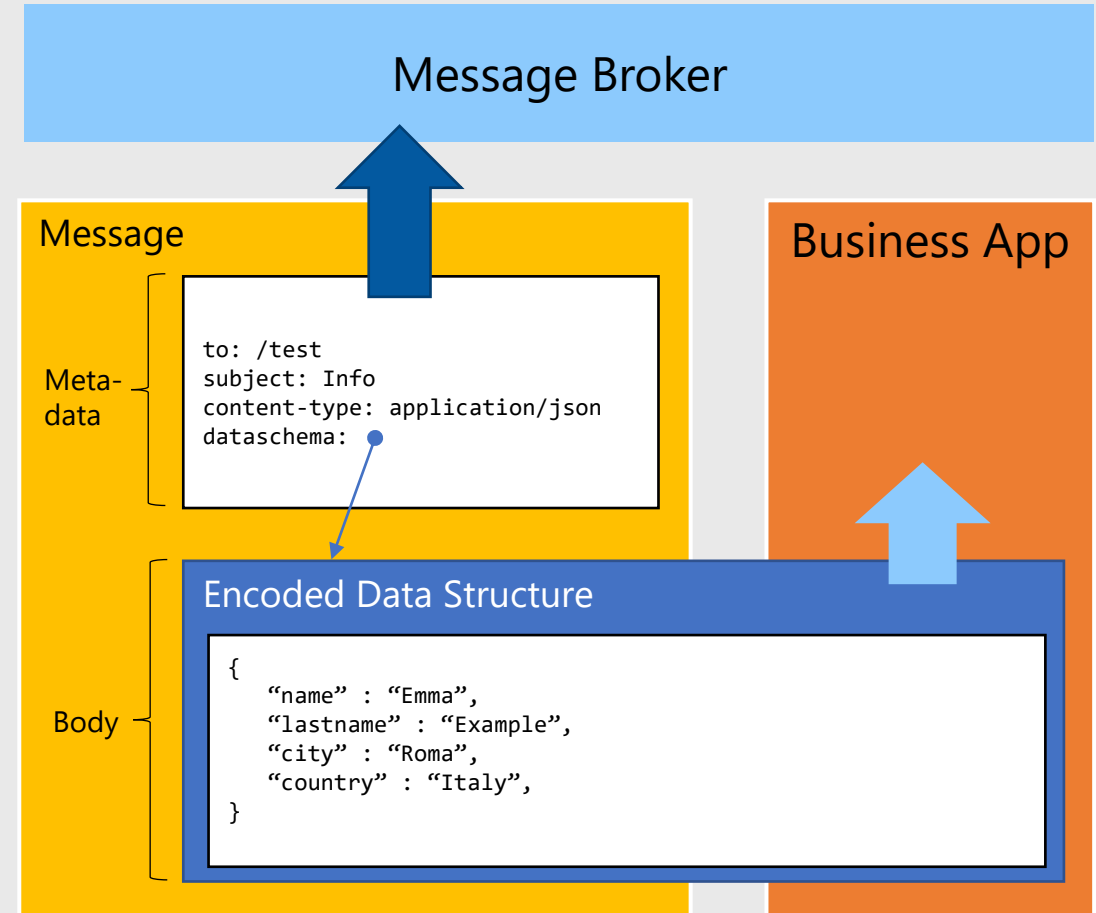 Message Broker
Message
Business App
Meta-
data
to: /test
subject: Info
content-type: application/json
dataschema:
Encoded Data Structure
Body
{
“name” : “Emma”,
“lastname” : “Example”,
“city” : “Roma”,
“country” : “Italy”,
}